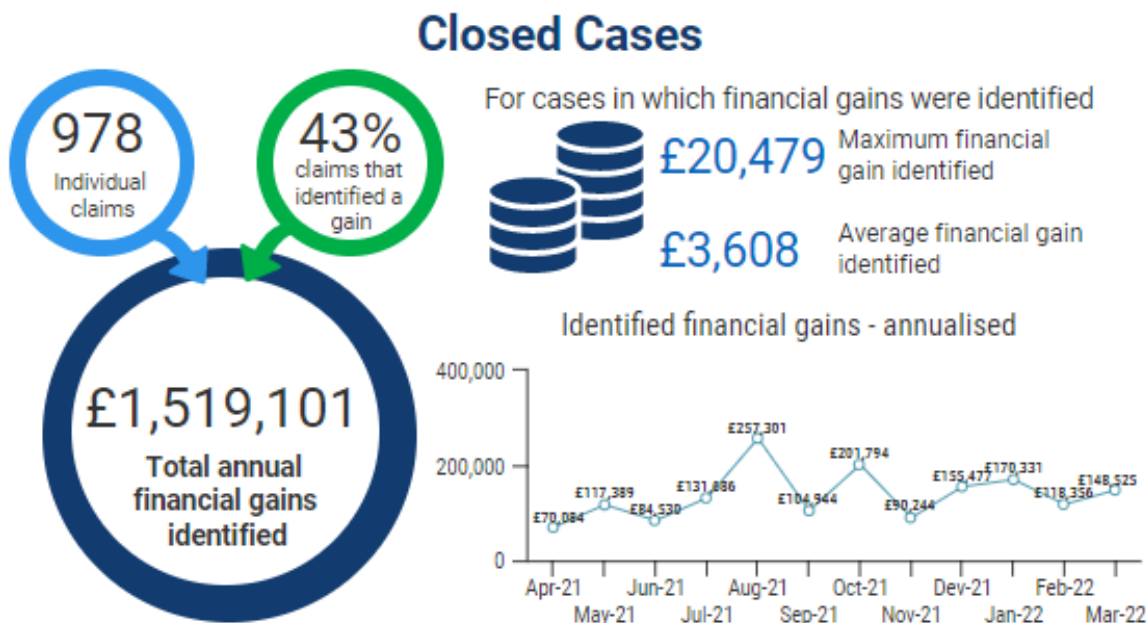 Closed Cases
978
Individual
claims
43%
claims that
identified a
gain
£1,519,101
Total annual
financial gains
identified
For cases in which financial gains were identified
£20,479
Maximum financial
gain identified
£3,608
Average financial gain
identified
Identified financial gains - annualised
400,000
200,000
0
£70,084
£117,389
£84,530
£257,301
£104,944
£201,794
£90,244
£155,477
£170,331
£118,356
£148,525
Apr-21
May-21
Jun-21
Jul-21
Aug-21
Sep-21
Oct-21
Nov-21
Dev-21
Jan-22
Feb-22
Mar-22